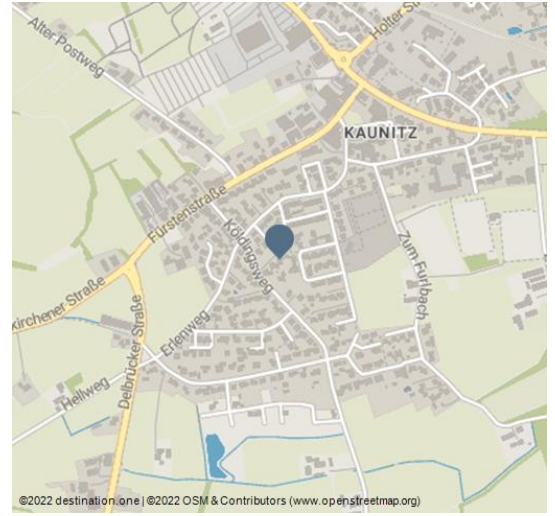 Alter Postweg
Holter St
KAUNITZ
Fürstenstraße
Köldingsweg
Zum Furlbach
kirchener Straße
Delbrücker Straße
Erlenweg
Hellweg
©2022 destination.one | ©2022 OSM & Contributors (www.openstreetmap.org)